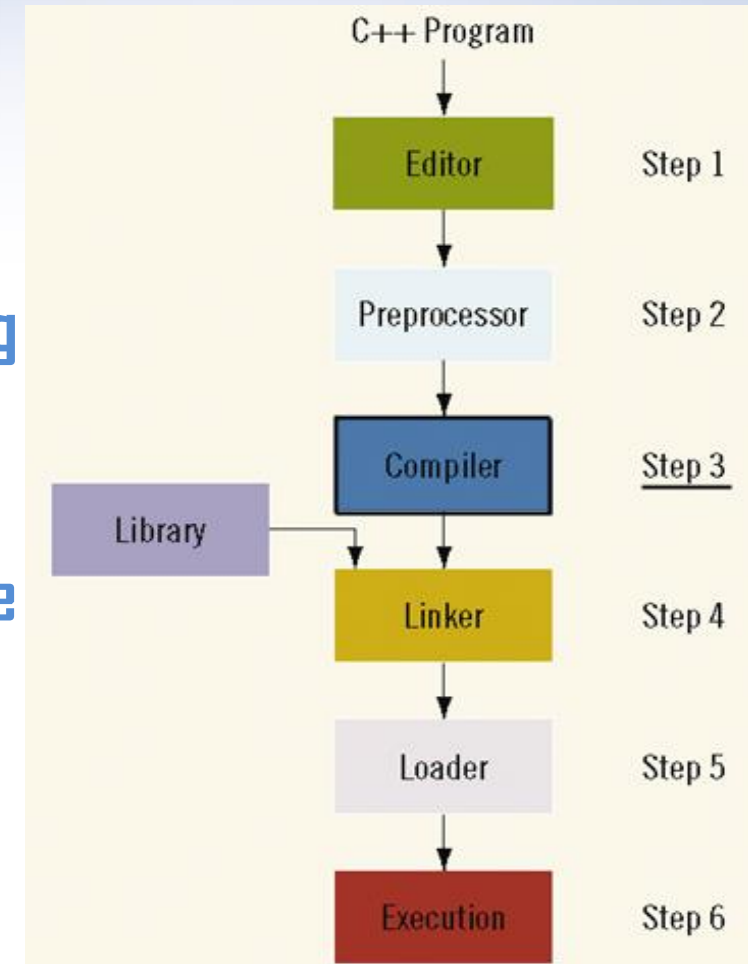 C++ Program
Editor Step 1
Preprocessor Step 2
g
Compiler Step 3
Library
e
Linker Step 4
Loader Step 5
Execution Step 6